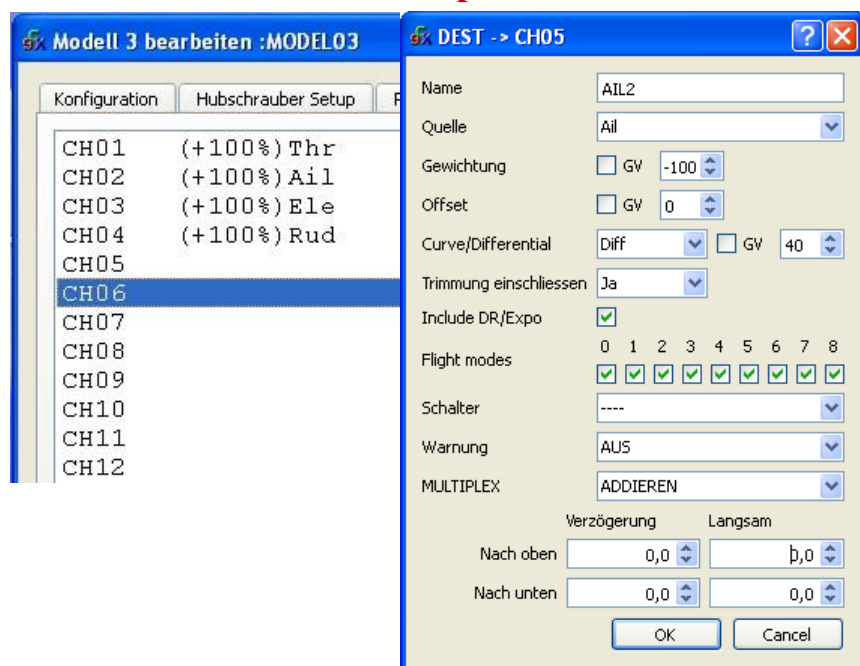 Modell 3 bearbeiten :MODEL03
Konfiguration Hubschrauber Setup
CH01 (+100%)Thr
CH02 (+100%)Ail
CH03 (+100%)Ele
CH04 (+100%)Rud
CH05
CH06
CH07
CH08
CH09
CH10
CH11
CH12
DEST -> CH05
Name AIL2
Quelle Ail
Gewichtung GV -100
Offset GV 0
Curve/Differential Diff GV 40
Trimmung einschliessen Ja
Include DR/Expo
0 1 2 3 4 5 6 7 8
Flight modes
Schalter ----
Warnung AUS
MULTIPLEX ADDIEREN
Verzögerung Langsam
Nach oben 0,0 0,0
Nach unten 0,0 0,0
OK Cancel